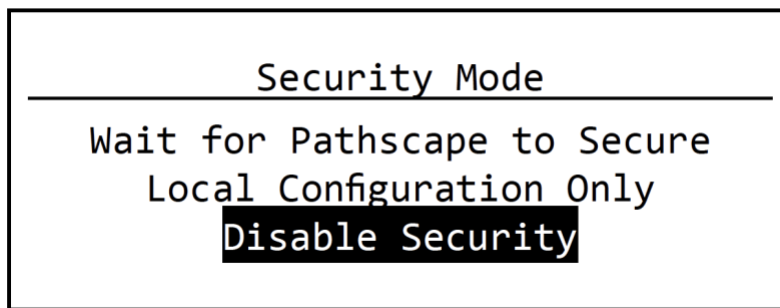 Security Mode
Wait for Pathscape to Secure
Local Configuration Only
Disable Security